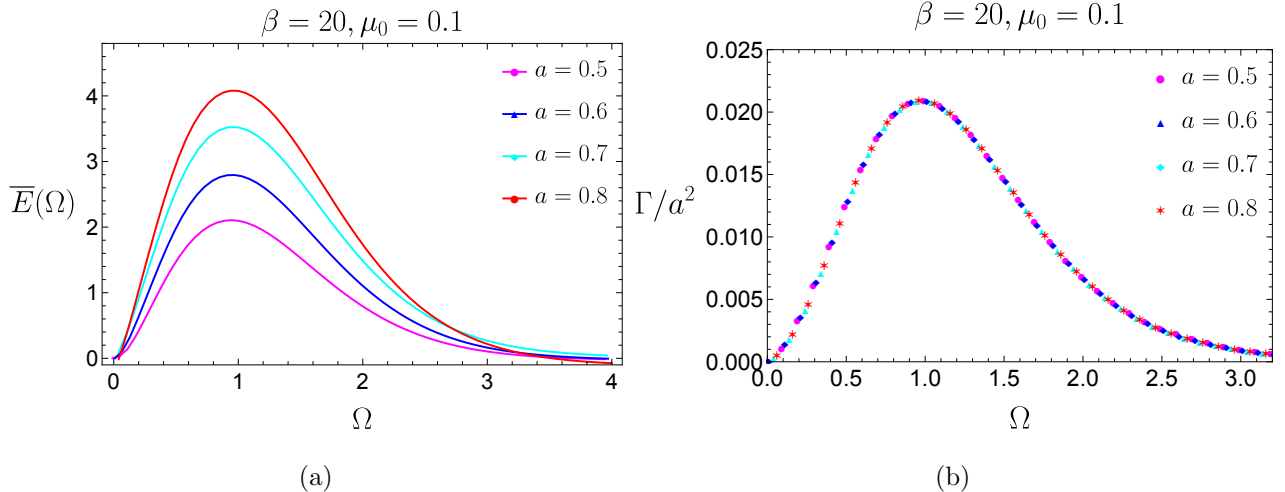 β = 20, μ₀ = 0.1
E̅(Ω)
4
3
2
1
0
0
1
2
3
4
Ω
a = 0.5
a = 0.6
a = 0.7
a = 0.8
(a)
β = 20, μ₀ = 0.1
Γ/a²
0.025
0.020
0.015
0.010
0.005
0.000
0.0
0.5
1.0
1.5
2.0
2.5
3.0
Ω
a = 0.5
a = 0.6
a = 0.7
a = 0.8
(b)